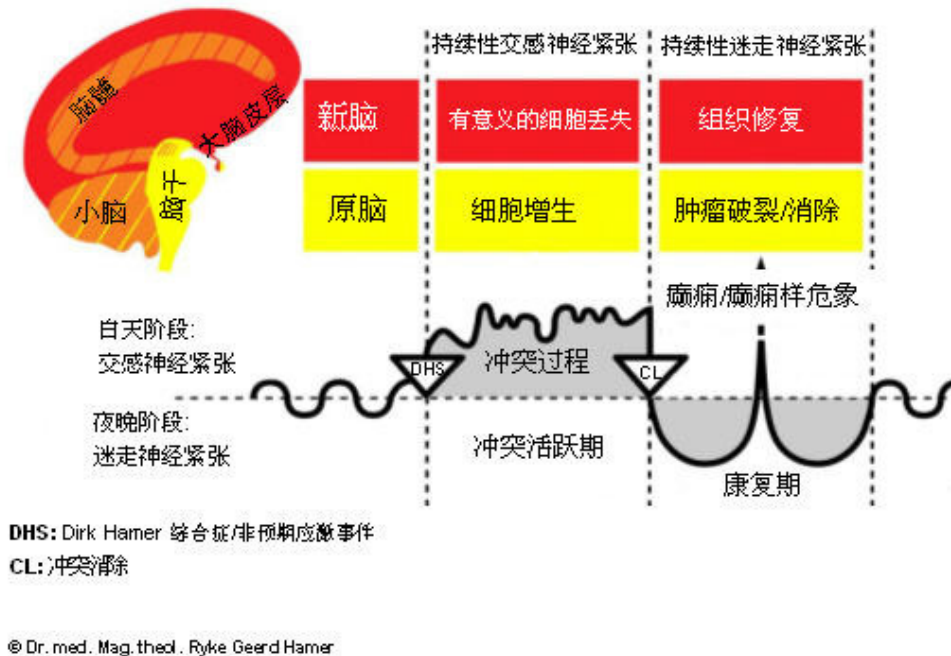 持续性交感神经紧张
持续性迷走神经紧张
脑髓
大脑皮层
小脑
脑干
新脑
有意义的细胞丢失
组织修复
原脑
细胞增生
肿瘤破裂/消除
癫痫/癫痫样危象
白天阶段:
交感神经紧张
DHS
冲突过程
CL
夜晚阶段:
迷走神经紧张
冲突活跃期
康复期
DHS: Dirk Hamer 综合症/非预期应激事件
CL: 冲突消除
© Dr. med. Mag. theol. Ryke Geerd Hamer